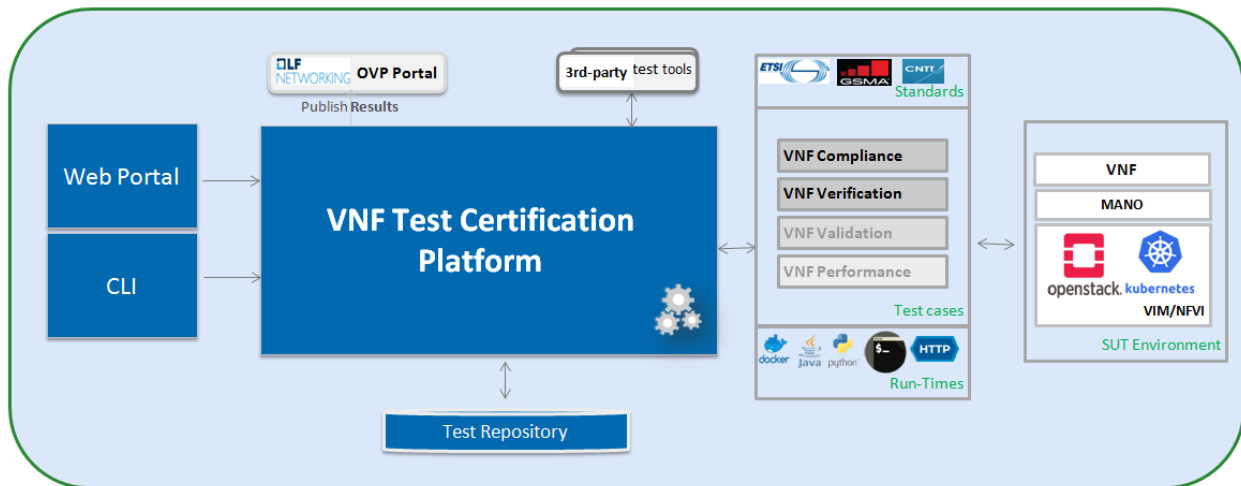 LF
NETWORKING
OVP Portal
Publish Results
3rd-party test tools
Web Portal
CLI
VNF Test Certification
Platform
Test Repository
ETSI
GSMA
CNTT
Standards
VNF Compliance
VNF Verification
VNF Validation
VNF Performance
Test cases
docker
Java
python
$_
HTTP
Run-Times
VNF
MANO
openstack.
kubernetes
VIM/NFVI
SUT Environment